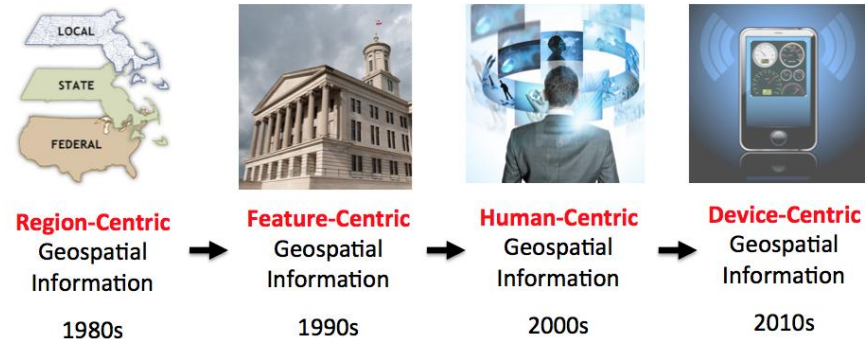 LOCAL
STATE
FEDERAL
Region-Centric
Geospatial
Information
1980s
Feature-Centric
Geospatial
Information
1990s
Human-Centric
Geospatial
Information
2000s
Device-Centric
Geospatial
Information
2010s